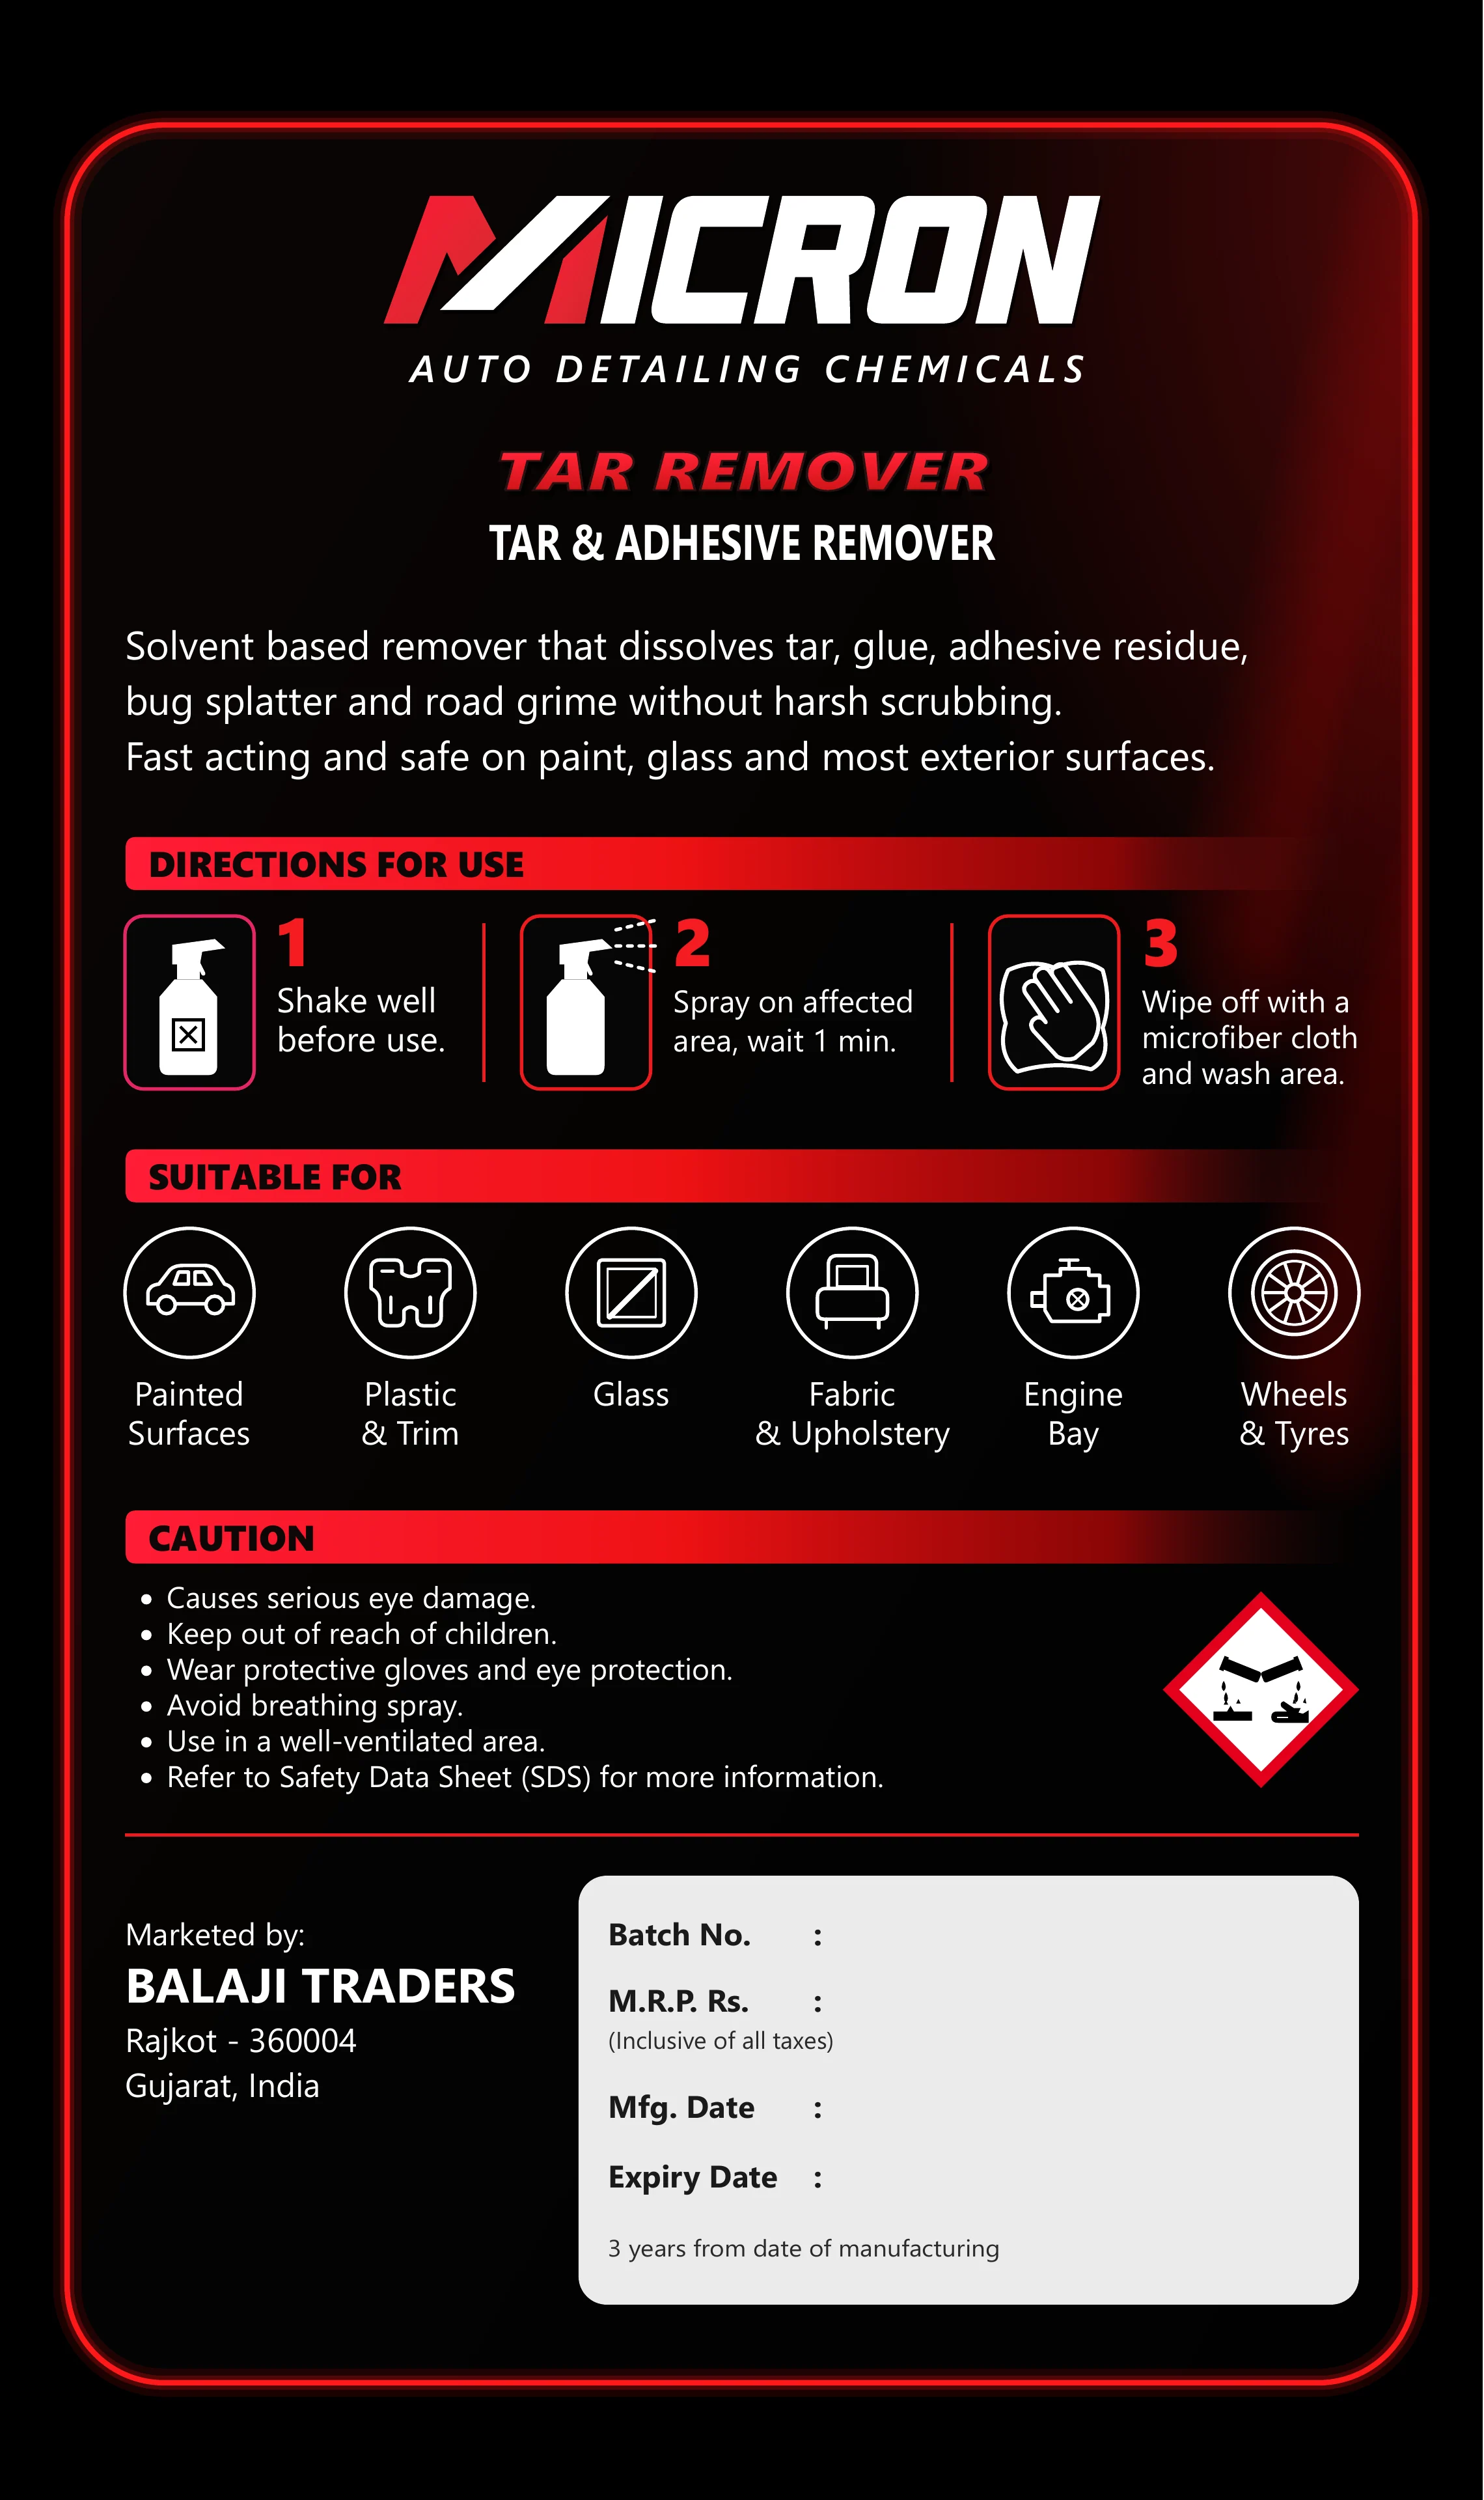 MICRON
AUTO DETAILING CHEMICALS
TAR REMOVER
TAR & ADHESIVE REMOVER
Solvent based remover that dissolves tar, glue, adhesive residue,
bug splatter and road grime without harsh scrubbing.
Fast acting and safe on paint, glass and most exterior surfaces.
DIRECTIONS FOR USE
1
Shake well
before use.
2
Spray on affected
area, wait 1 min.
3
Wipe off with a
microfiber cloth
and wash area.
SUITABLE FOR
Painted
Surfaces
Plastic
& Trim
Glass
Fabric
& Upholstery
Engine
Bay
Wheels
& Tyres
CAUTION
• Causes serious eye damage.
• Keep out of reach of children.
• Wear protective gloves and eye protection.
• Avoid breathing spray.
• Use in a well-ventilated area.
• Refer to Safety Data Sheet (SDS) for more information.
Marketed by:
BALAJI TRADERS
Rajkot - 360004
Gujarat, India
Batch No. :
M.R.P. Rs. :
(Inclusive of all taxes)
Mfg. Date :
Expiry Date :
3 years from date of manufacturing